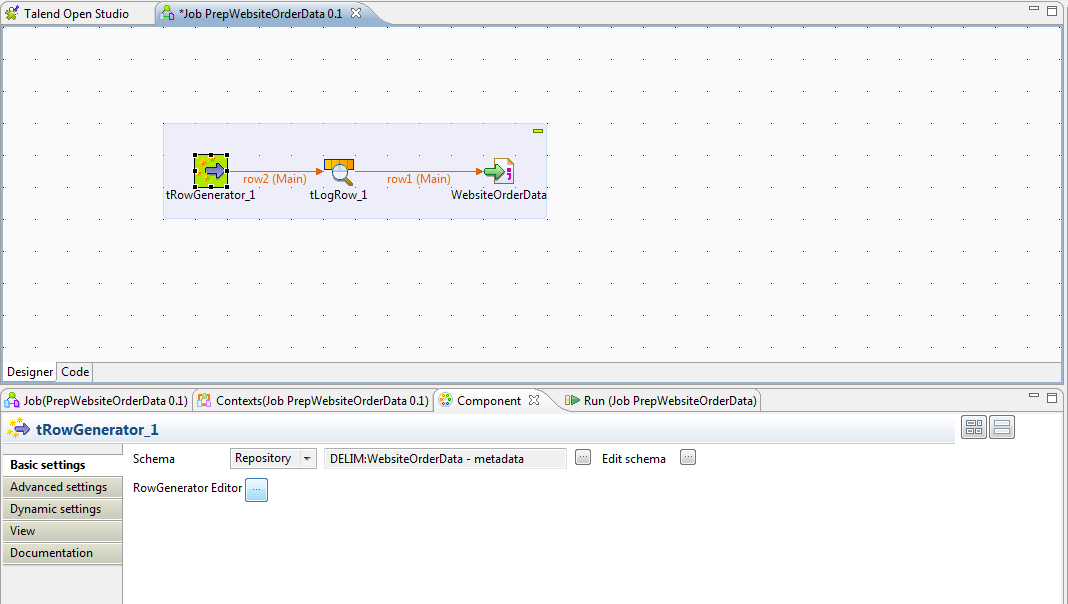 Talend Open Studio
*Job PrepWebsiteOrderData 0.1
row2 (Main)
row1 (Main)
tRowGenerator_1
tLogRow_1
WebsiteOrderData
Designer
Code
Job(PrepWebsiteOrderData 0.1)
Contexts(Job PrepWebsiteOrderData 0.1)
Component
Run (Job PrepWebsiteOrderData)
tRowGenerator_1
Basic settings
Advanced settings
Dynamic settings
View
Documentation
Schema
Repository
DELIM:WebsiteOrderData - metadata
...
Edit schema
...
RowGenerator Editor
...